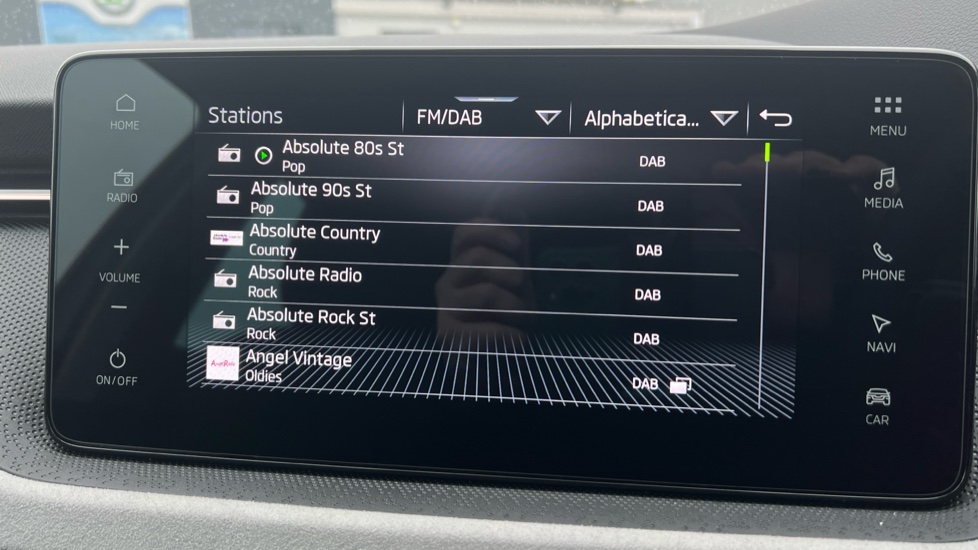 HOME
RADIO
+
VOLUME
−
ON/OFF
Stations
FM/DAB
Alphabetica...
Absolute 80s St
Pop
DAB
Absolute 90s St
Pop
DAB
Absolute Country
Country
DAB
Absolute Radio
Rock
DAB
Absolute Rock St
Rock
DAB
Angel Vintage
Oldies
DAB
MENU
MEDIA
PHONE
NAVI
CAR